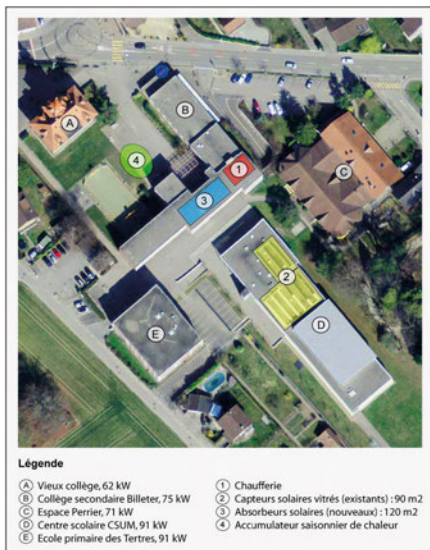 A
B
C
4
1
3
2
E
D
Légende
A Vieux collège, 62 kW
B Collège secondaire Billeter, 75 kW
C Espace Perrier, 71 kW
D Centre scolaire CSUM, 91 kW
E Ecole primaire des Tertres, 91 kW
1 Chaufferie
2 Capteurs solaires vitrés (existants) : 90 m2
3 Absorbeurs solaires (nouveaux) : 120 m2
4 Accumulateur saisonnier de chaleur